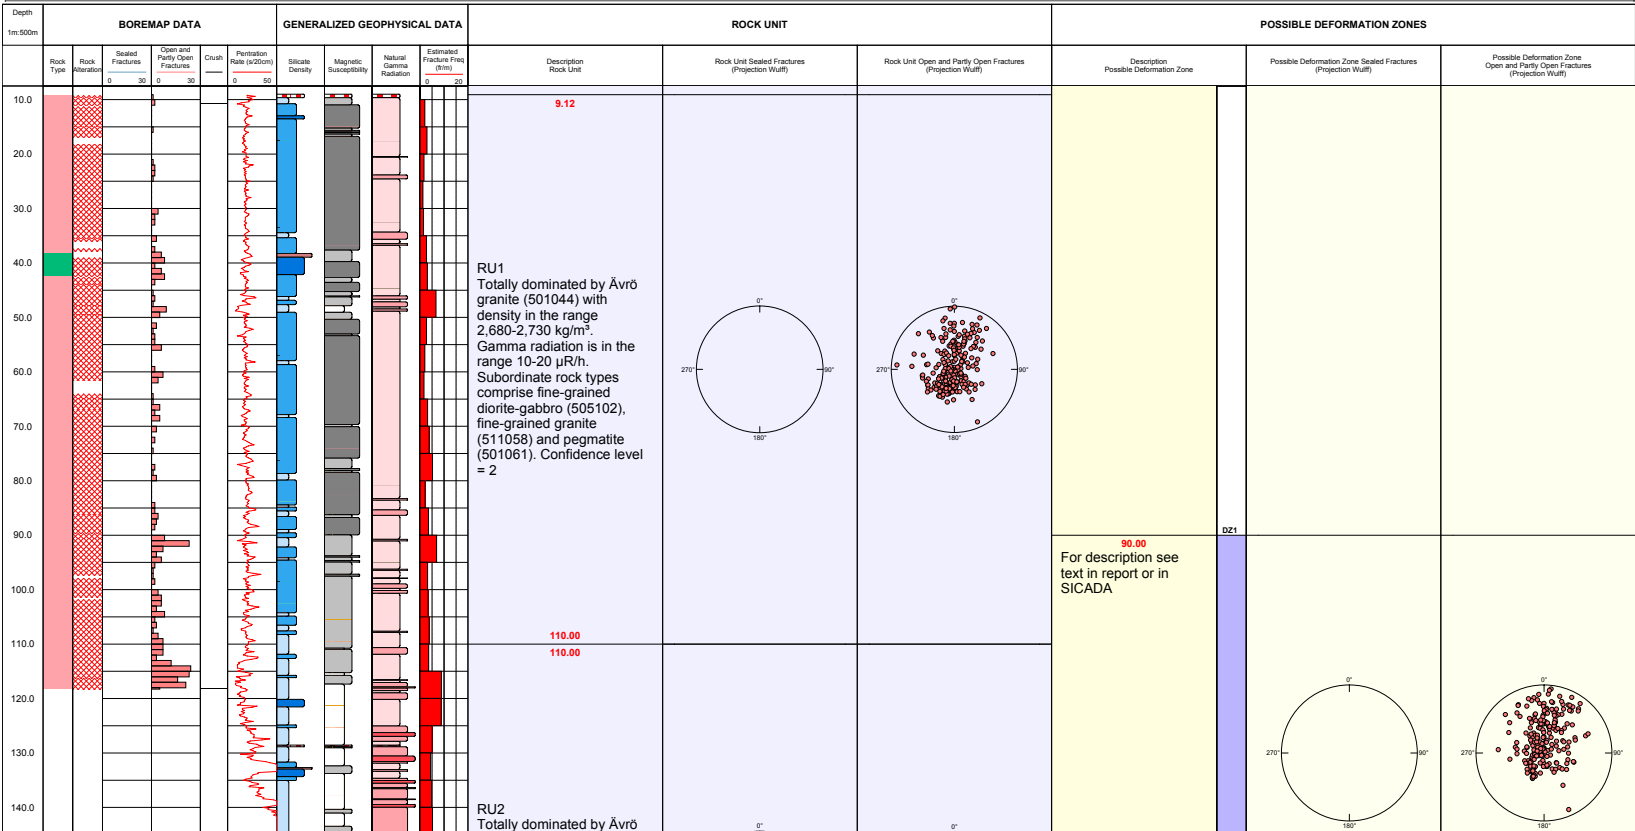 Depth
1m:500m
BOREMAP DATA
GENERALIZED GEOPHYSICAL DATA
ROCK UNIT
POSSIBLE DEFORMATION ZONES
Rock
Type
Rock
Alteration
Sealed
Fractures
0 30
Open and
Partly Open
Fractures
0 30
Crush
Pentration
Rate (s/20cm)
0 50
Silicate
Density
Magnetic
Susceptibility
Natural
Gamma
Radiation
Estimated
Fracture Freq
(fr/m)
0 20
Description
Rock Unit
Rock Unit Sealed Fractures
(Projection Wulff)
Rock Unit Open and Partly Open Fractures
(Projection Wulff)
Description
Possible Deformation Zone
Possible Deformation Zone Sealed Fractures
(Projection Wulff)
Possible Deformation Zone
Open and Partly Open Fractures
(Projection Wulff)
10.0
20.0
30.0
40.0
50.0
60.0
70.0
80.0
90.0
100.0
110.0
120.0
130.0
140.0
9.12
RU1
Totally dominated by Ävrö
granite (501044) with
density in the range
2,680-2,730 kg/m³.
Gamma radiation is in the
range 10-20 µR/h.
Subordinate rock types
comprise fine-grained
diorite-gabbro (505102),
fine-grained granite
(511058) and pegmatite
(501061). Confidence level
= 2
110.00
110.00
RU2
Totally dominated by Ävrö
0°
270°
90°
180°
0°
270°
90°
180°
0°
0°
DZ1
90.00
For description see
text in report or in
SICADA
0°
270°
90°
180°
0°
270°
90°
180°